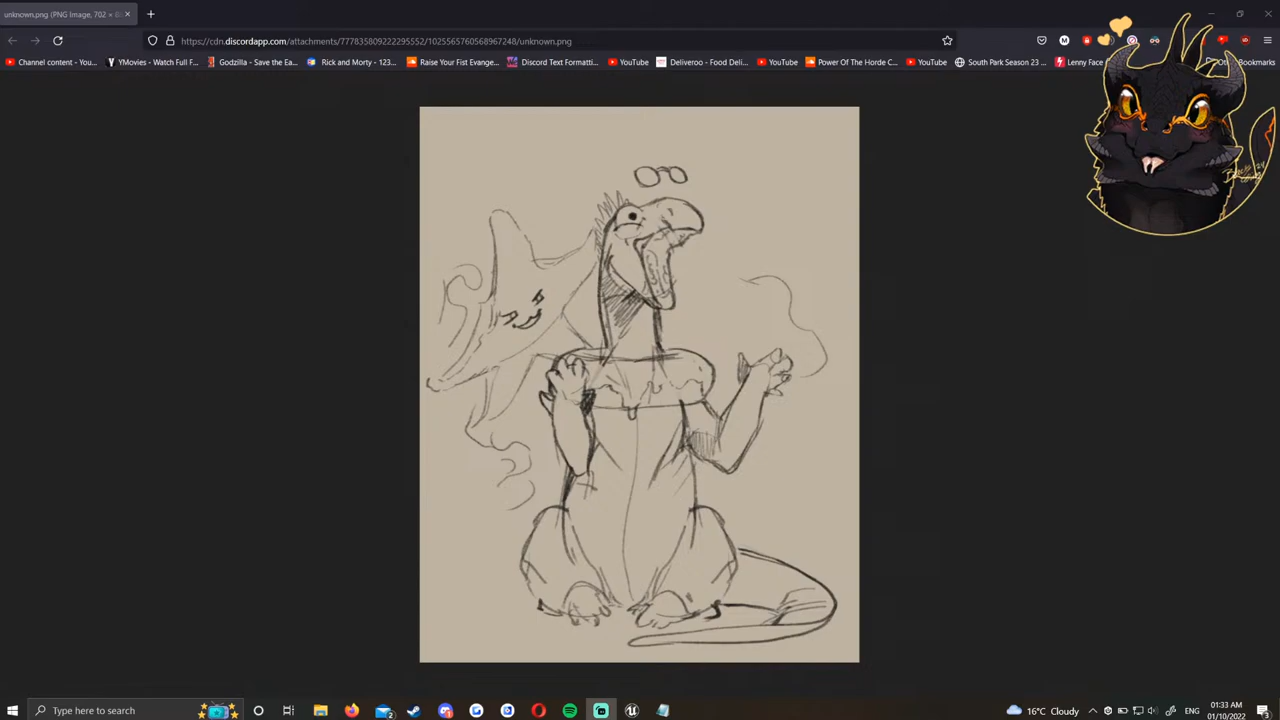 unknown.png (PNG Image, 702 ×
https://cdn.discordapp.com/attachments/777835809222295552/1025565760568967248/unknown.png
Channel content - You... YMovies - Watch Full F... Godzilla - Save the Ea... Rick and Morty - 123... Raise Your Fist Evange... Discord Text Formatti... YouTube Deliveroo - Food Deli... YouTube Power Of The Horde C... YouTube South Park Season 23 ... Lenny Face Bookmarks
Type here to search 2 16°C Cloudy ENG 01:33 AM
01/10/2022